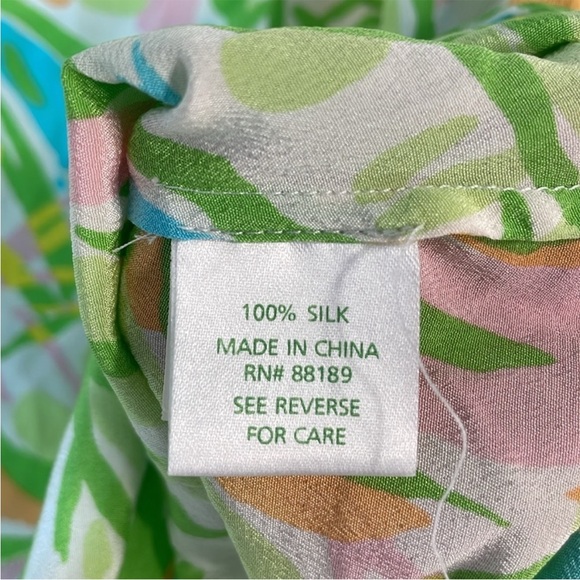 100% SILK
MADE IN CHINA
RN# 88189
SEE REVERSE
FOR CARE